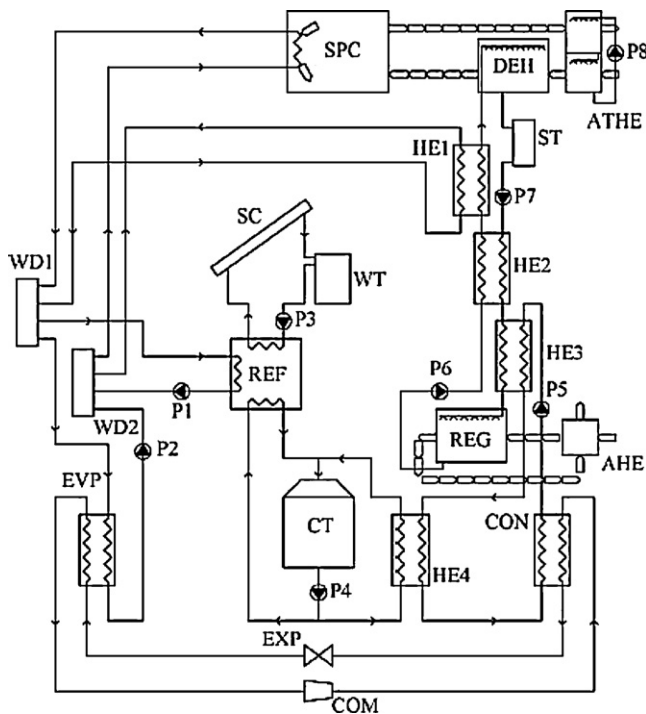 SPC
DEH
P8
ATHE
HE1
ST
P7
SC
WD1
WT
HE2
P3
HE3
REF
P6
P5
P1
WD2
P2
REG
AHE
EVP
CT
CON
HE4
P4
EXP
COM